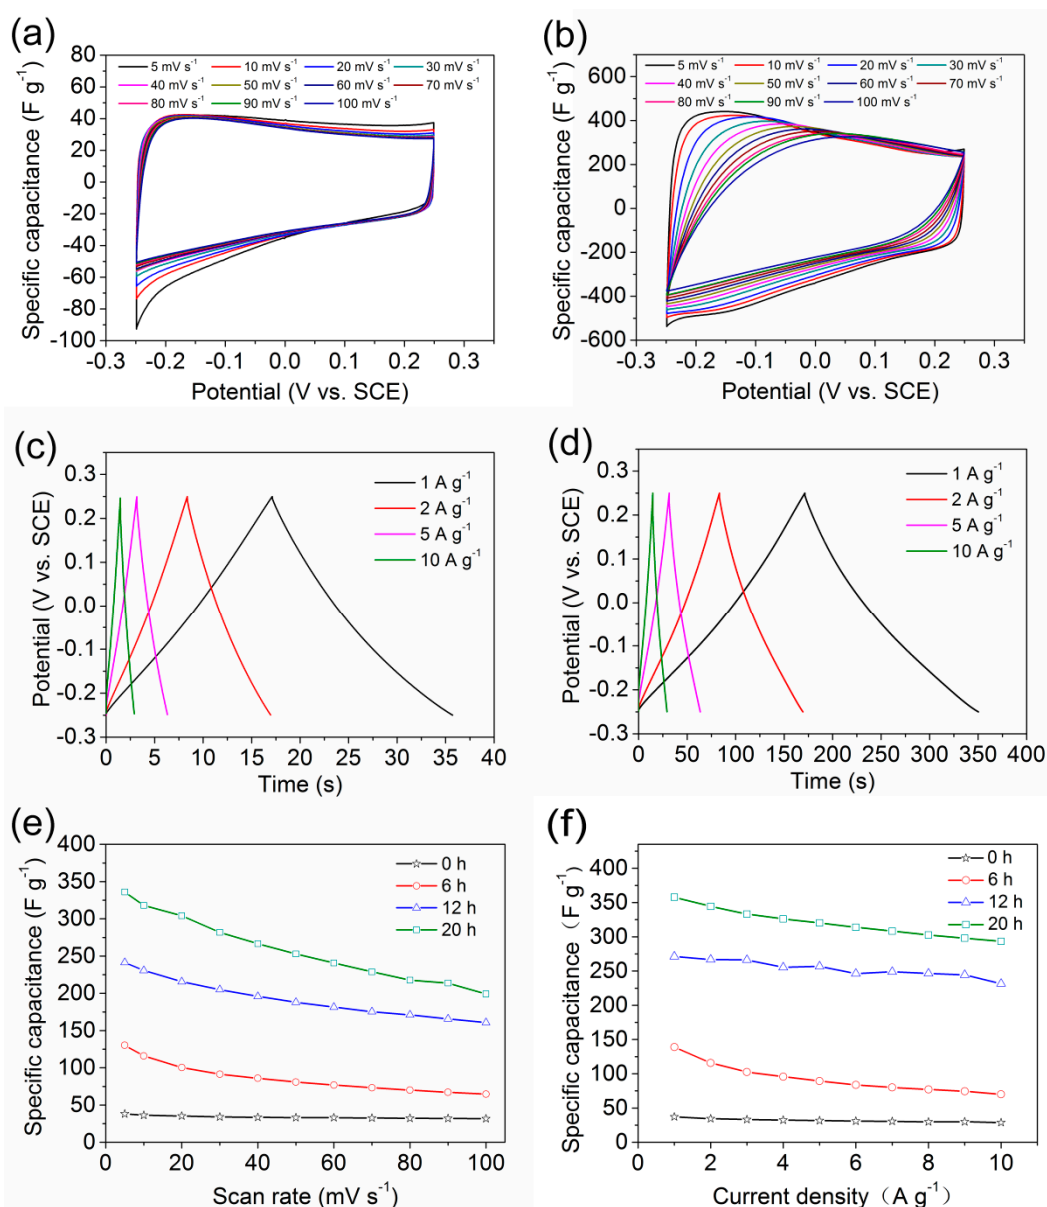 (a)
80
60
40
20
0
-20
-40
-60
-80
-100
Specific capacitance (F g⁻¹)
5 mV s⁻¹ 10 mV s⁻¹ 20 mV s⁻¹ 30 mV s⁻¹
40 mV s⁻¹ 50 mV s⁻¹ 60 mV s⁻¹ 70 mV s⁻¹
80 mV s⁻¹ 90 mV s⁻¹ 100 mV s⁻¹
-0.3 -0.2 -0.1 0.0 0.1 0.2 0.3
Potential (V vs. SCE)
(b)
600
400
200
0
-200
-400
-600
Specific capacitance (F g⁻¹)
5 mV s⁻¹ 10 mV s⁻¹ 20 mV s⁻¹ 30 mV s⁻¹
40 mV s⁻¹ 50 mV s⁻¹ 60 mV s⁻¹ 70 mV s⁻¹
80 mV s⁻¹ 90 mV s⁻¹ 100 mV s⁻¹
-0.3 -0.2 -0.1 0.0 0.1 0.2 0.3
Potential (V vs. SCE)
(c)
0.3
0.2
0.1
0.0
-0.1
-0.2
-0.3
Potential (V vs. SCE)
1 A g⁻¹
2 A g⁻¹
5 A g⁻¹
10 A g⁻¹
0 5 10 15 20 25 30 35 40
Time (s)
(d)
0.3
0.2
0.1
0.0
-0.1
-0.2
-0.3
Potential (V vs. SCE)
1 A g⁻¹
2 A g⁻¹
5 A g⁻¹
10 A g⁻¹
0 50 100 150 200 250 300 350 400
Time (s)
(e)
400
350
300
250
200
150
100
50
0
Specific capacitance (F g⁻¹)
0 h
6 h
12 h
20 h
0 20 40 60 80 100
Scan rate (mV s⁻¹)
(f)
400
350
300
250
200
150
100
50
0
Specific capacitance (F g⁻¹)
0 h
6 h
12 h
20 h
0 2 4 6 8 10
Current density (A g⁻¹)